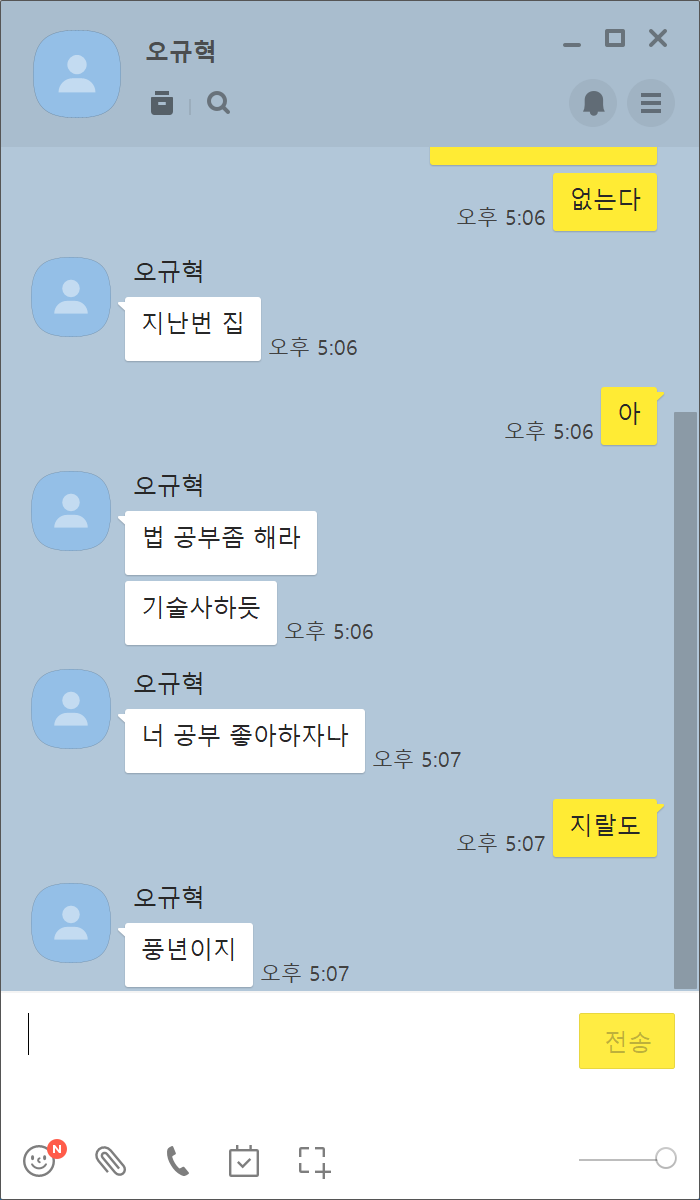 오규혁
없는다
오후 5:06
오규혁
지난번 집
오후 5:06
아
오후 5:06
오규혁
법 공부좀 해라
기술사하듯
오후 5:06
오규혁
너 공부 좋아하자나
오후 5:07
지랄도
오후 5:07
오규혁
풍년이지
오후 5:07
전송
N